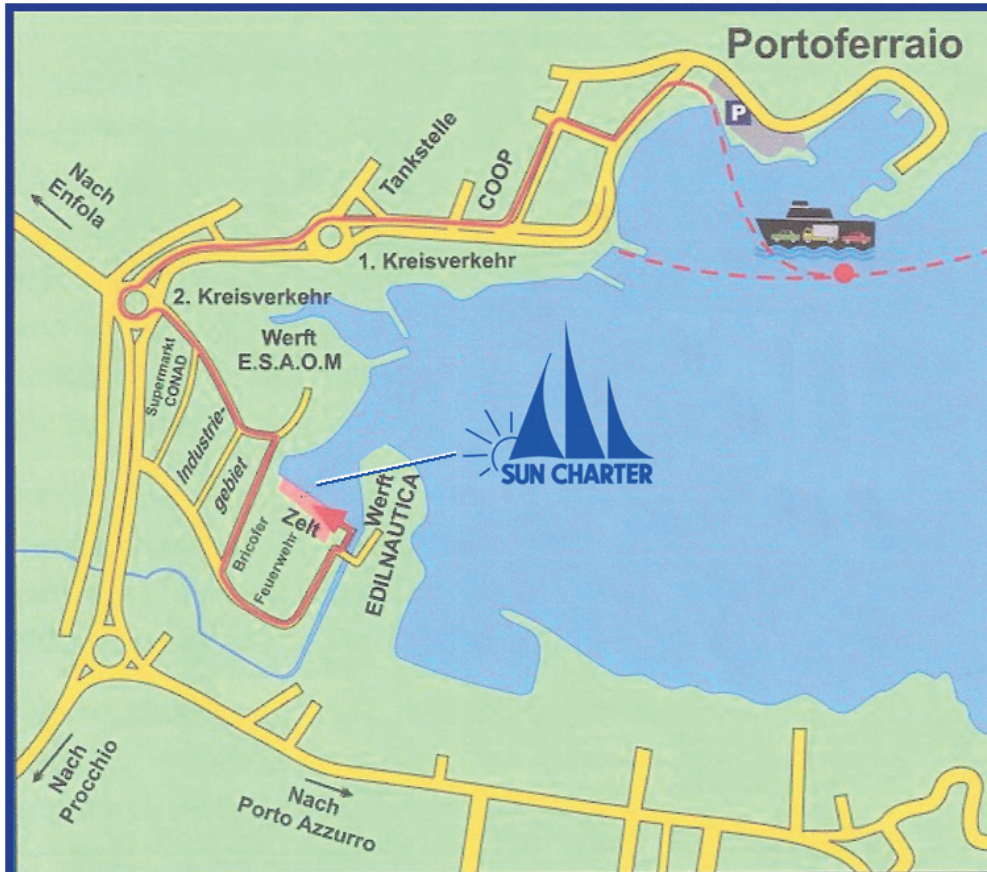 Portoferraio
P
Tankstelle
COOP
Nach
Enfola
1. Kreisverkehr
2. Kreisverkehr
Werft
E.S.A.O.M
Supermarkt
CONAD
Industrie-
gebiet
SUN CHARTER
Zelt
Werft
EDILNAUTICA
Bricofer
Feuerwehr
Nach
Procchio
Nach
Porto Azzurro